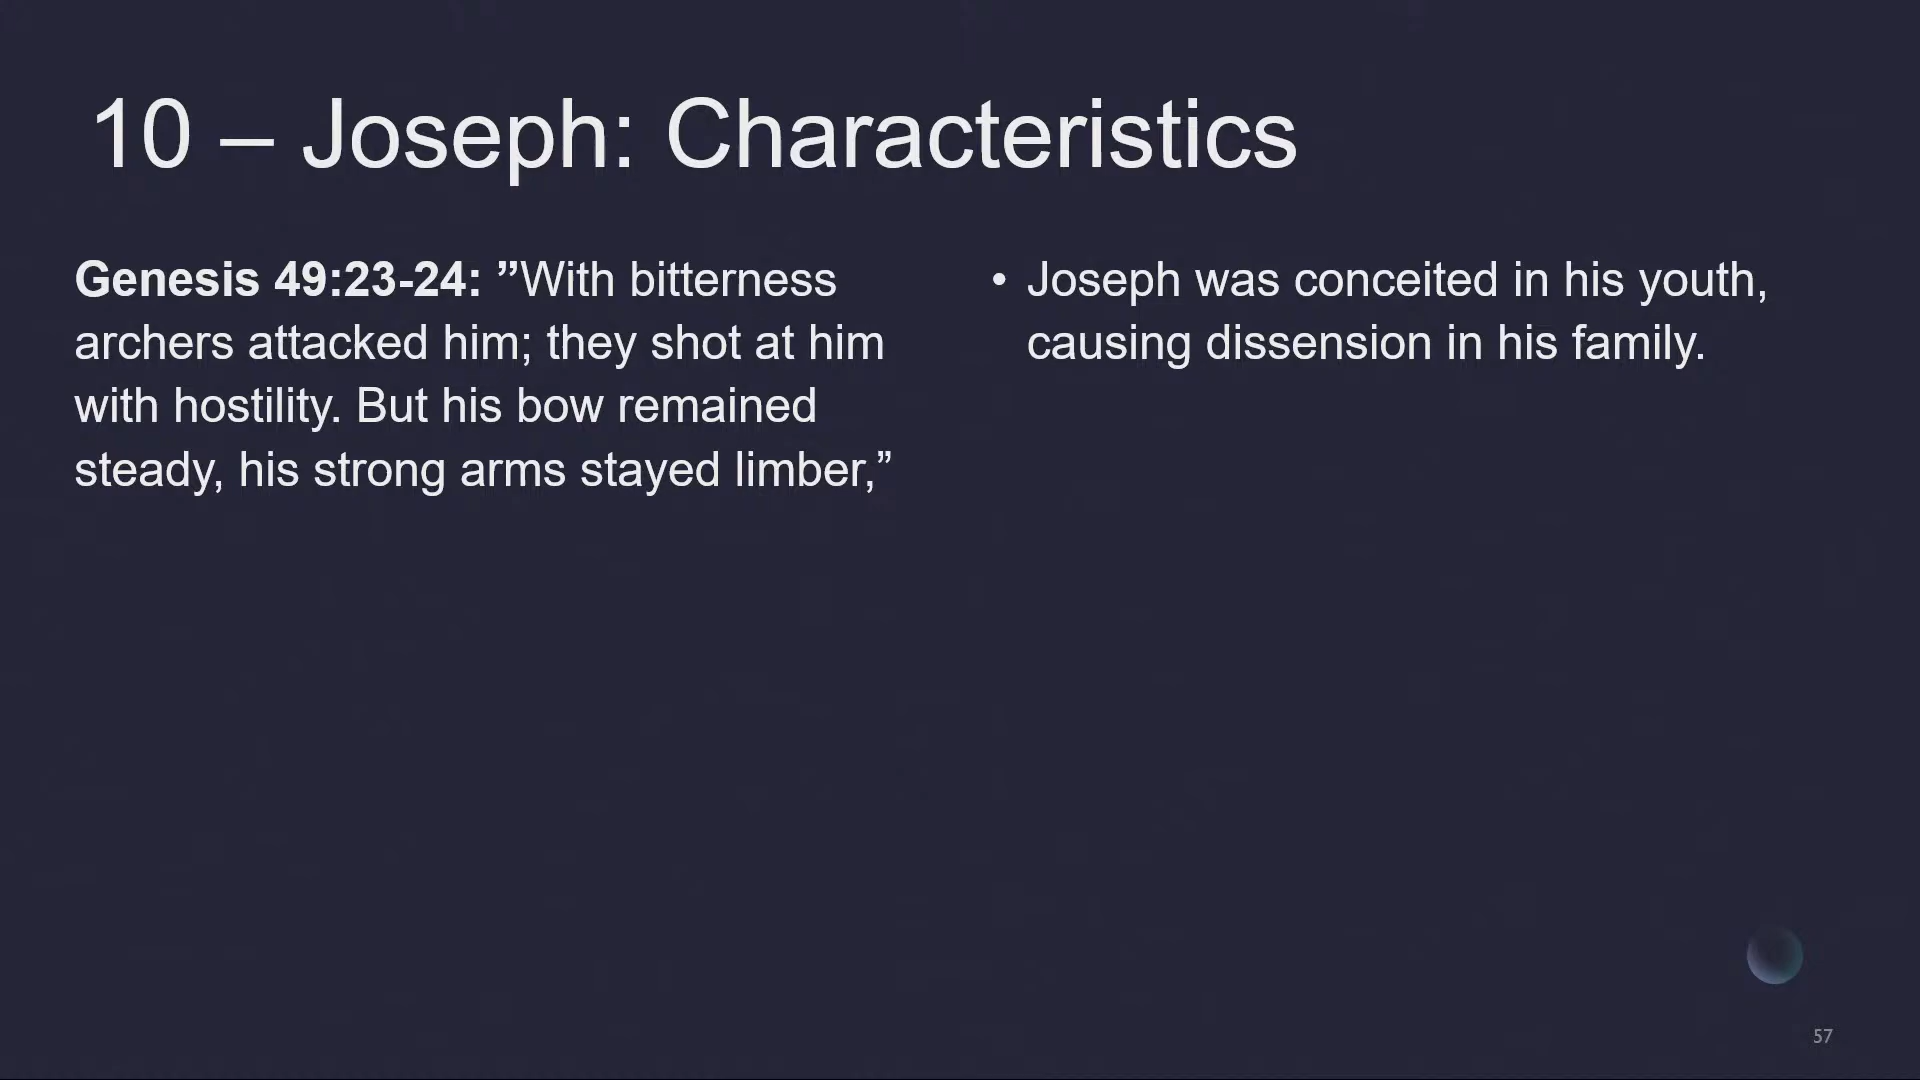 10 – Joseph: Characteristics
Genesis 49:23-24: ”With bitterness
archers attacked him; they shot at him
with hostility. But his bow remained
steady, his strong arms stayed limber,”
• Joseph was conceited in his youth,
causing dissension in his family.
57